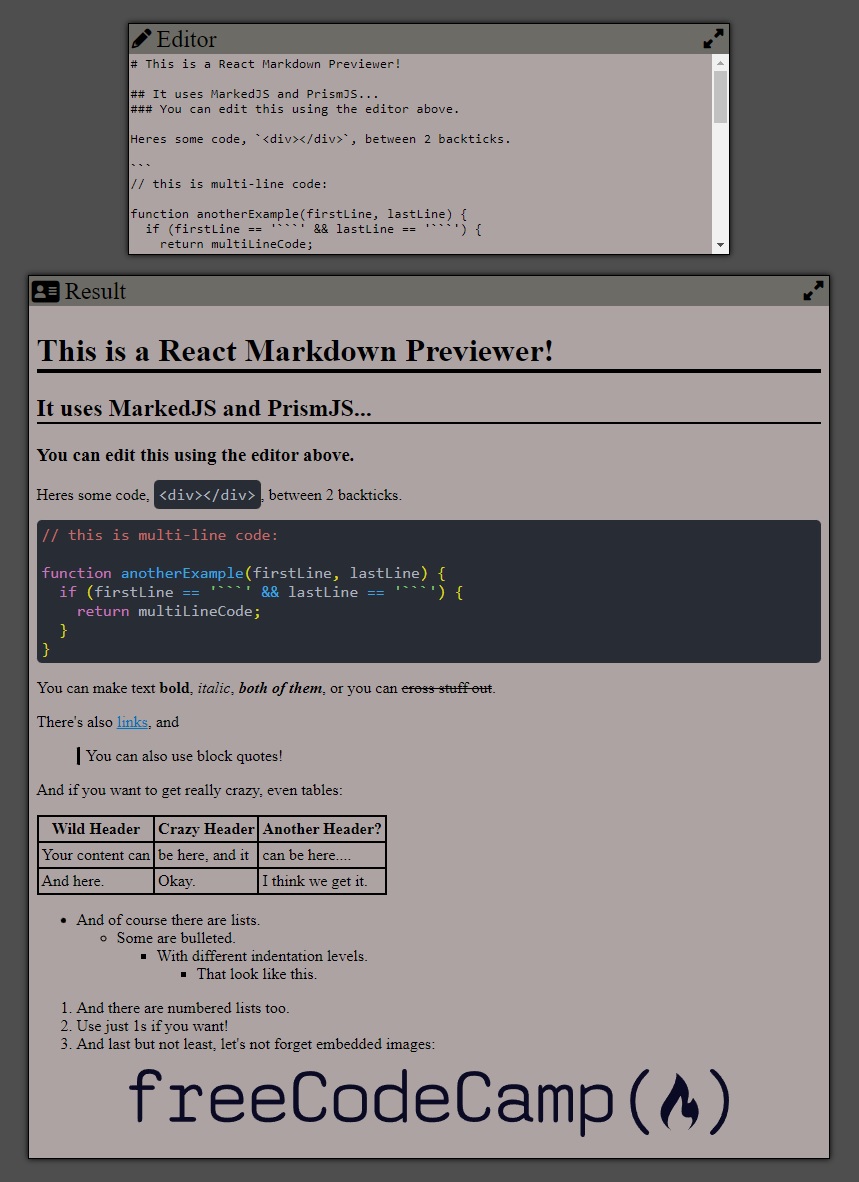 Editor
# This is a React Markdown Previewer!
## It uses MarkedJS and PrismJS...
### You can edit this using the editor above.
Heres some code, `<div></div>`, between 2 backticks.
```
// this is multi-line code:
function anotherExample(firstLine, lastLine) {
  if (firstLine == '```' && lastLine == '```') {
    return multiLineCode;
Result
This is a React Markdown Previewer!
It uses MarkedJS and PrismJS...
You can edit this using the editor above.
Heres some code, <div></div>, between 2 backticks.
// this is multi-line code:
function anotherExample(firstLine, lastLine) {
  if (firstLine == '```' && lastLine == '```') {
    return multiLineCode;
  }
}
You can make text bold, italic, both of them, or you can cross stuff out.
There's also links, and
You can also use block quotes!
And if you want to get really crazy, even tables:
Wild Header Crazy Header Another Header?
Your content can be here, and it can be here....
And here. Okay. I think we get it.
And of course there are lists.
Some are bulleted.
With different indentation levels.
That look like this.
1. And there are numbered lists too.
2. Use just 1s if you want!
3. And last but not least, let's not forget embedded images:
freeCodeCamp( )